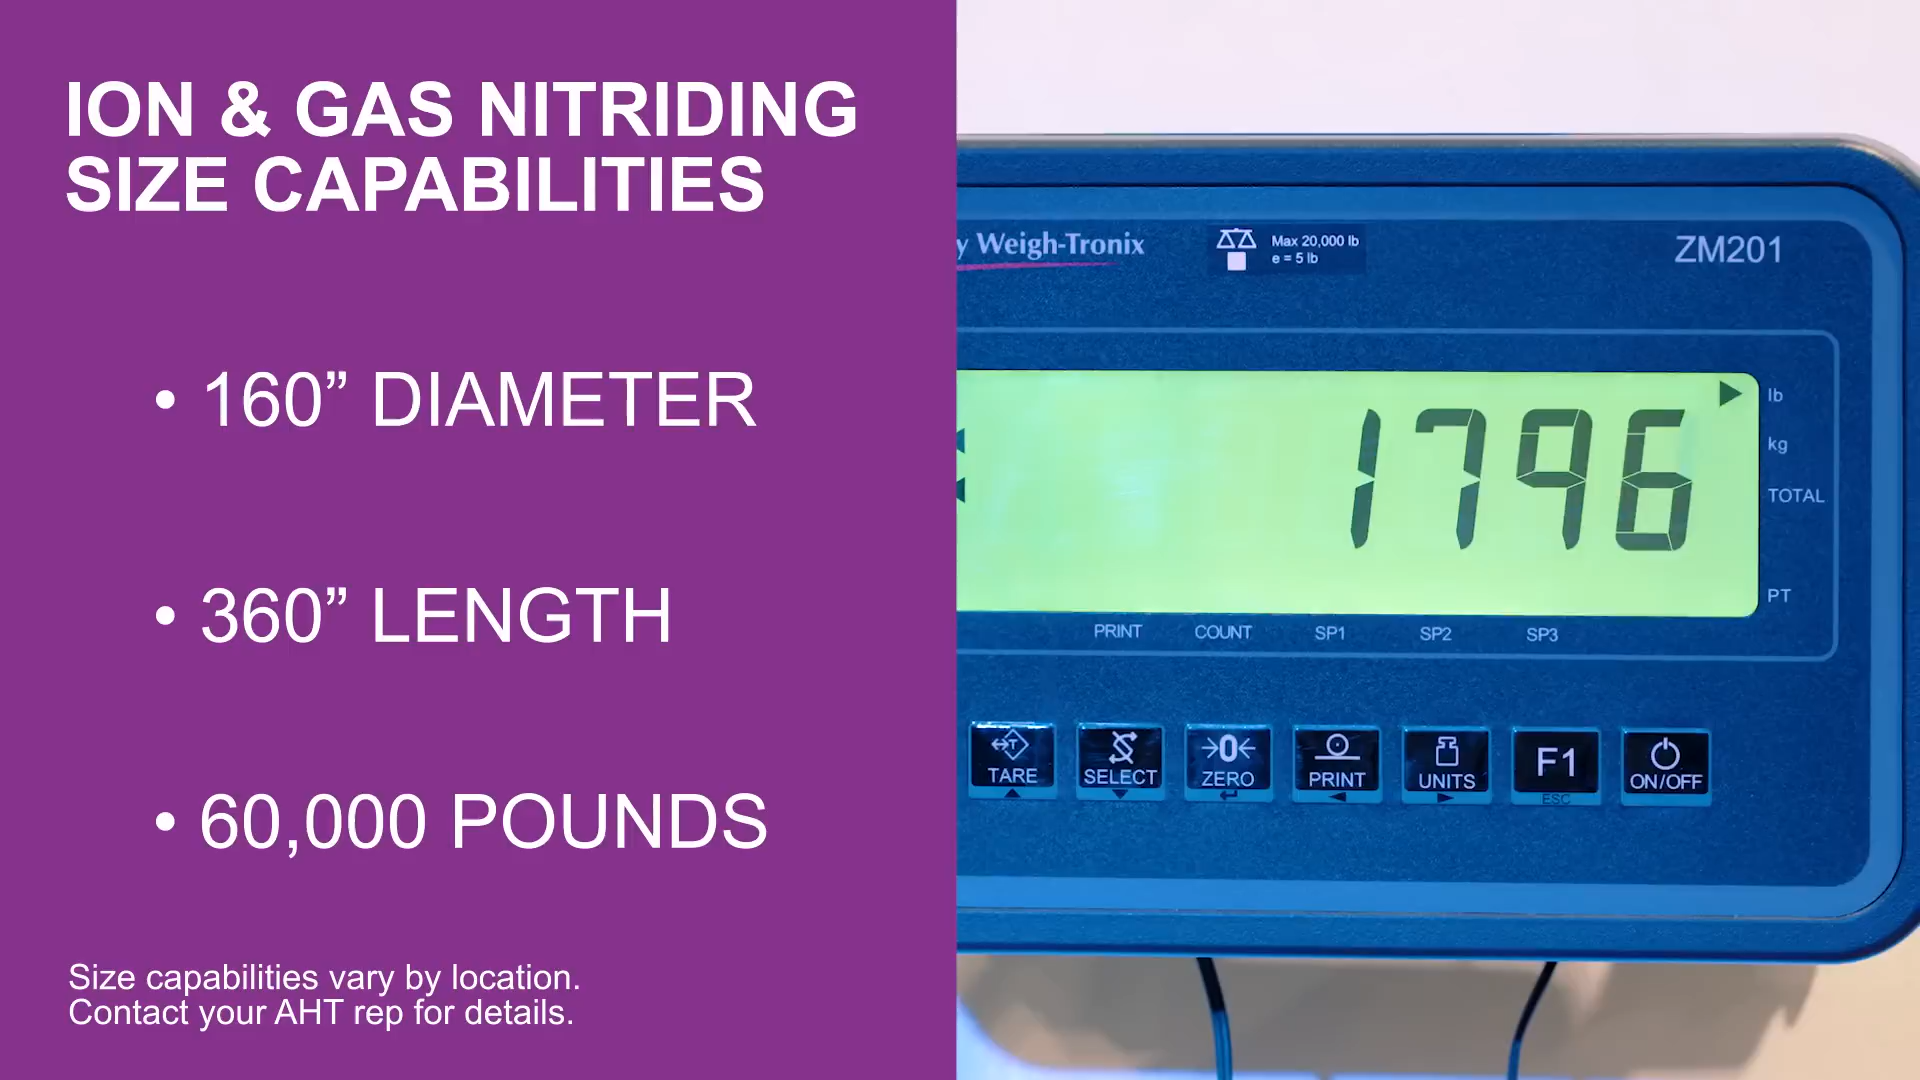 ION & GAS NITRIDING
SIZE CAPABILITIES
• 160” DIAMETER
• 360” LENGTH
• 60,000 POUNDS
Size capabilities vary by location.
Contact your AHT rep for details.
y Weigh-Tronix
Max 20,000 lb
e = 5 lb
ZM201
1796
lb
kg
TOTAL
PT
PRINT COUNT SP1 SP2 SP3
T
TARE
SELECT
0
ZERO
PRINT
UNITS
F1
ESC
ON/OFF